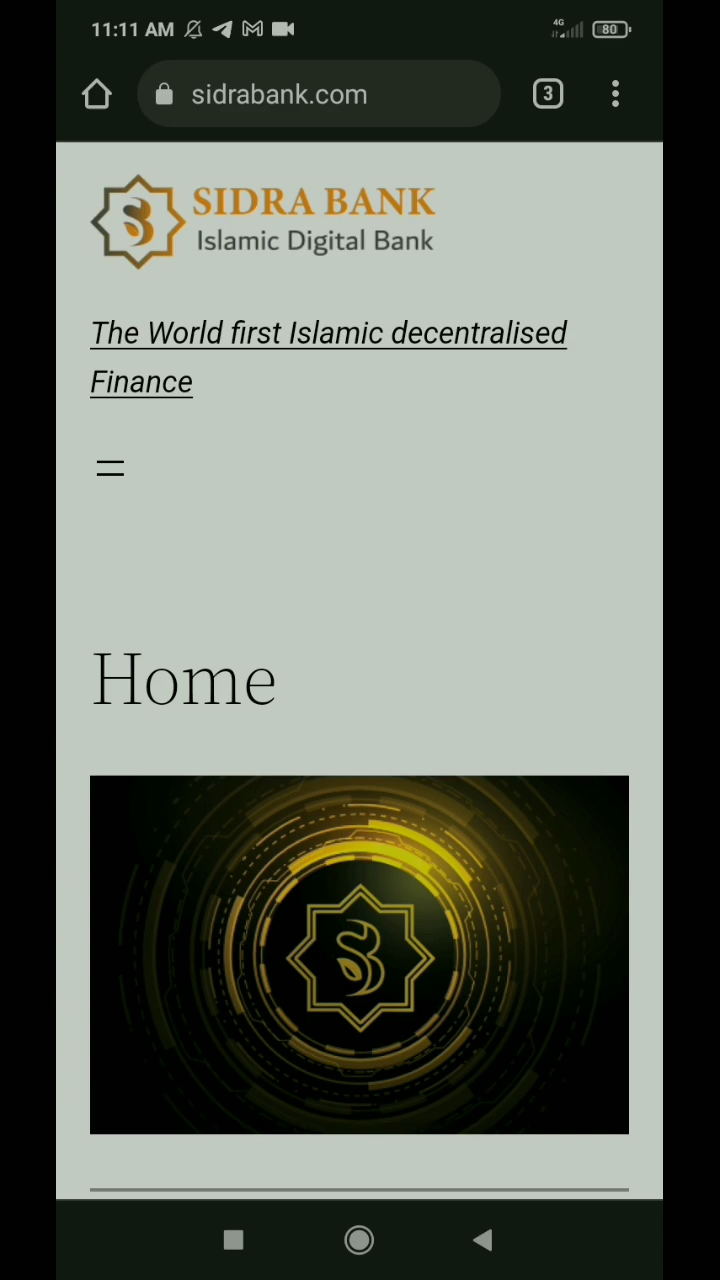 11:11 AM
4G
80
sidrabank.com
3
SIDRA BANK
Islamic Digital Bank
The World first Islamic decentralised
Finance
Home